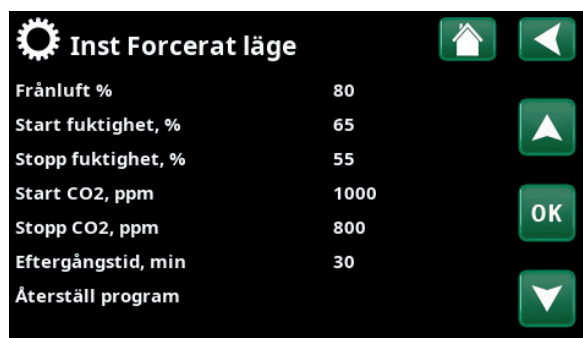 Inst Forcerat läge
Frånluft % 80
Start fuktighet, % 65
Stopp fuktighet, % 55
Start CO2, ppm 1000
Stopp CO2, ppm 800
OK
Eftergångstid, min 30
Återställ program